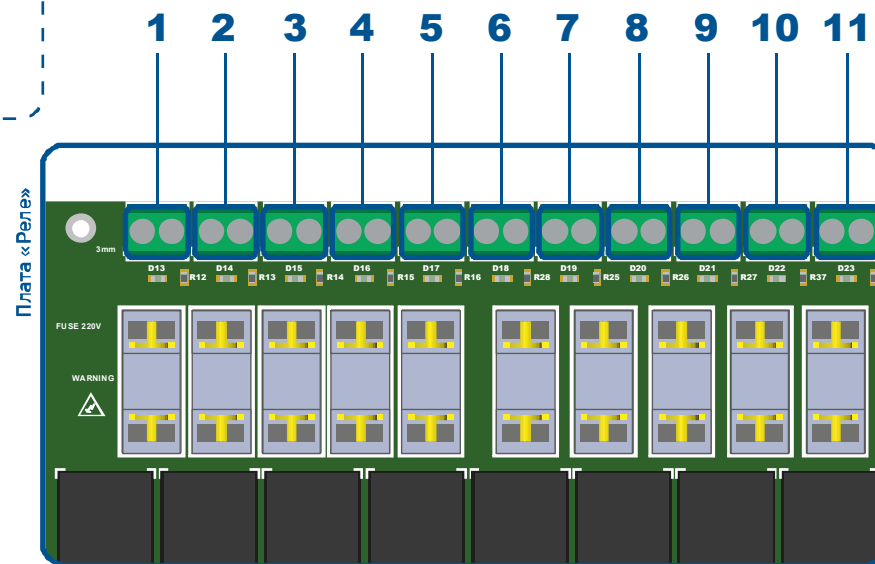 1 2 3 4 5 6 7 8 9 10 11
Плата «Реле»
3mm
D13 D14 D15 D16 D17 D18 D19 D20 D21 D22 D23
R12 R13 R14 R15 R16 R28 R25 R26 R27 R37
FUSE 220V
WARNING